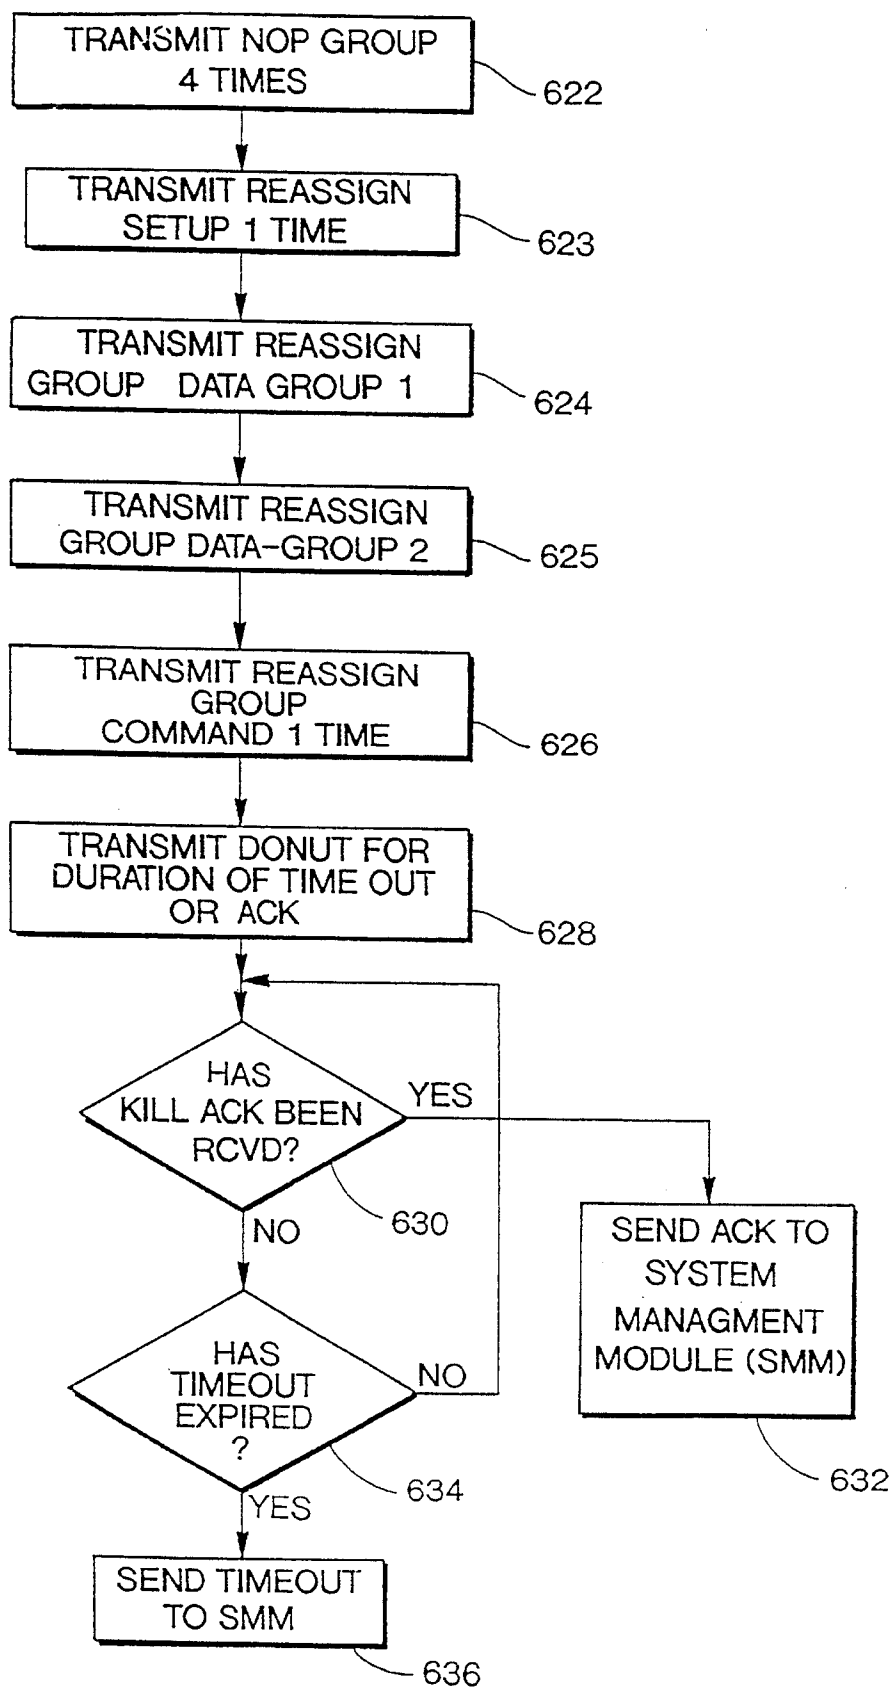 TRANSMIT NOP GROUP
4 TIMES
622
TRANSMIT REASSIGN
SETUP 1 TIME
623
TRANSMIT REASSIGN
GROUP DATA GROUP 1
624
TRANSMIT REASSIGN
GROUP DATA-GROUP 2
625
TRANSMIT REASSIGN
GROUP
COMMAND 1 TIME
626
TRANSMIT DONUT FOR
DURATION OF TIME OUT
OR ACK
628
HAS
KILL ACK BEEN
RCVD?
YES
630
NO
SEND ACK TO
SYSTEM
MANAGMENT
MODULE (SMM)
632
HAS
TIMEOUT
EXPIRED
?
NO
634
YES
SEND TIMEOUT
TO SMM
636